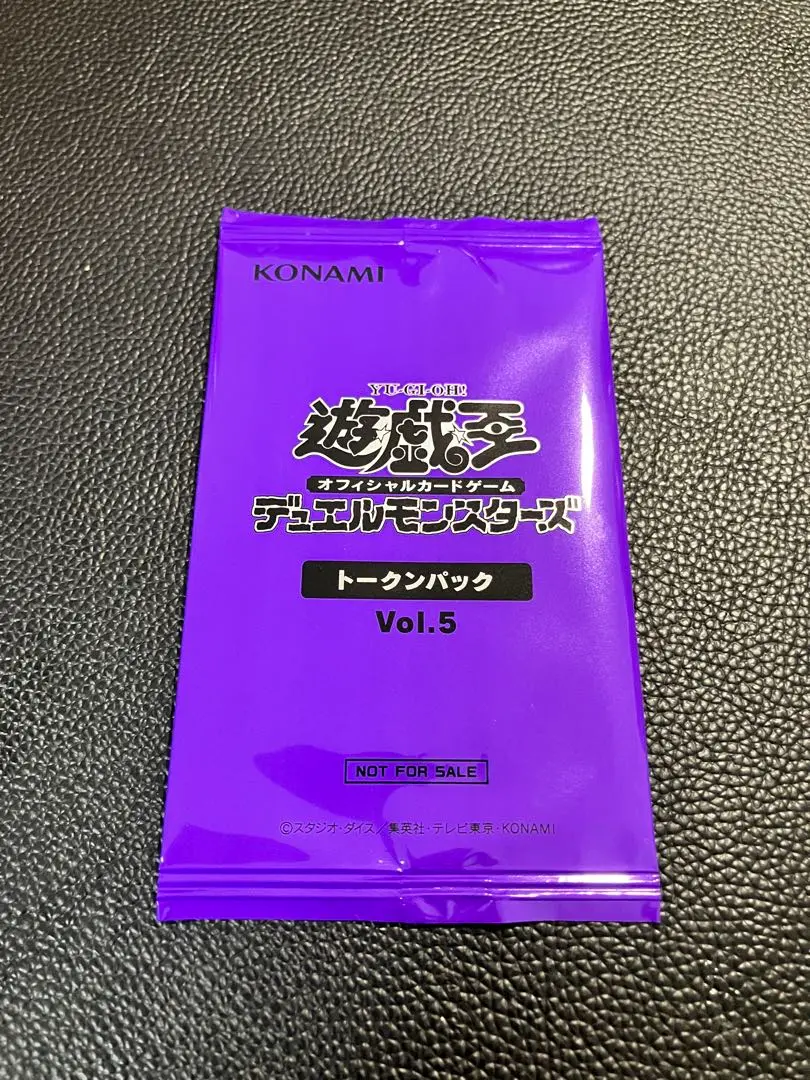 KONAMI
YU-GI-OH!
遊戯王
オフィシャルカードゲーム
デュエルモンスターズ
トークンパック
Vol.5
NOT FOR SALE
©スタジオ・ダイス/集英社・テレビ東京・KONAMI